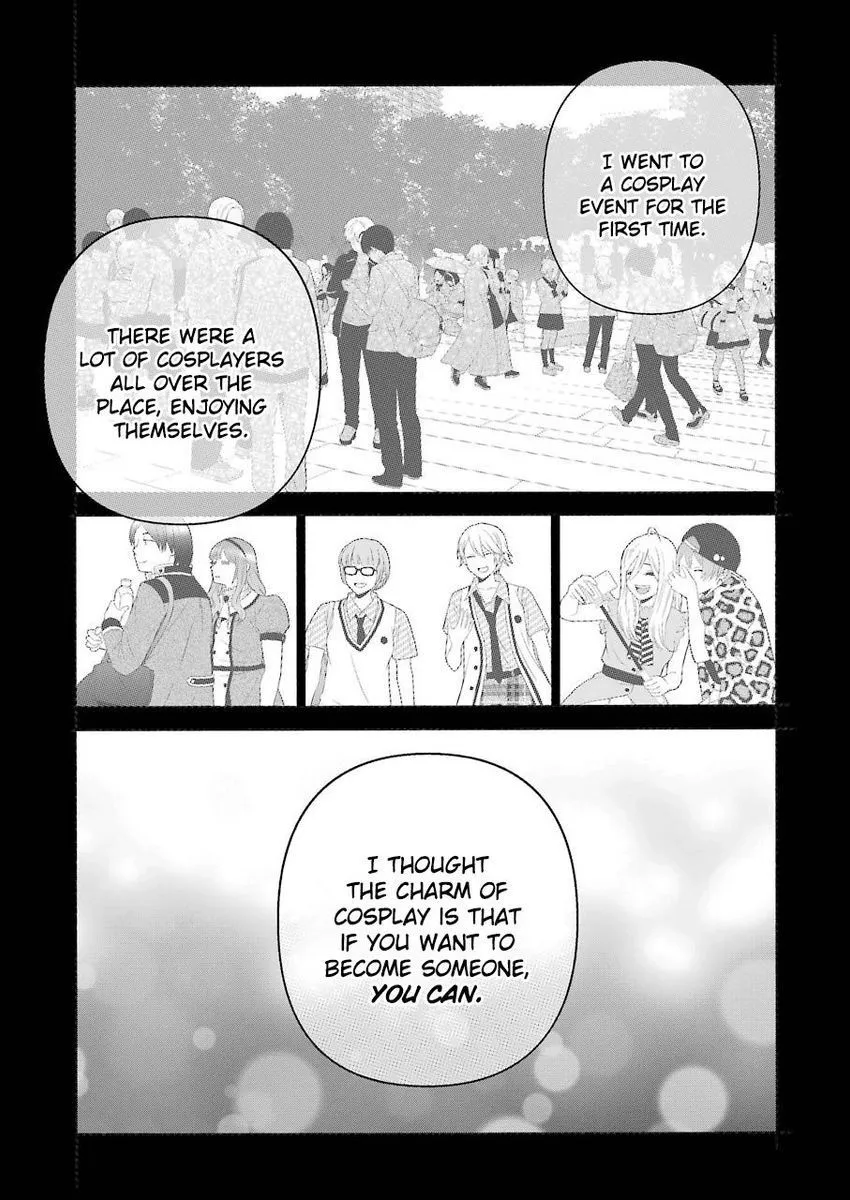 I WENT TO
A COSPLAY
EVENT FOR THE
FIRST TIME.
THERE WERE A
LOT OF COSPLAYERS
ALL OVER THE
PLACE, ENJOYING
THEMSELVES.
I THOUGHT
THE CHARM OF
COSPLAY IS THAT
IF YOU WANT TO
BECOME SOMEONE,
YOU CAN.